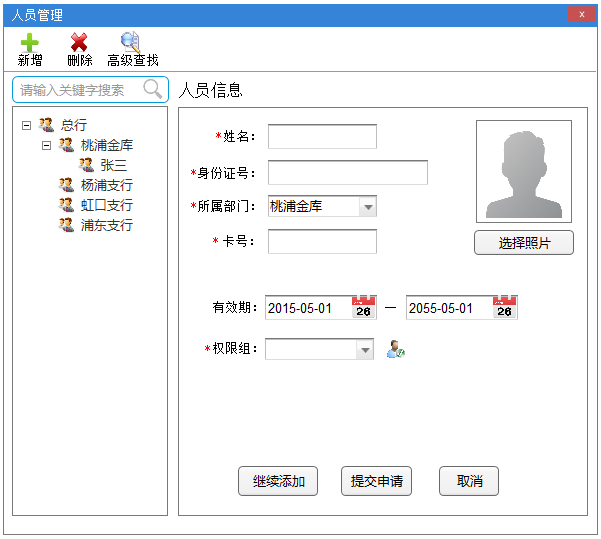 人员管理
x
新增 删除 高级查找
请输入关键字搜索
人员信息
总行
桃浦金库
张三
杨浦支行
虹口支行
浦东支行
*姓名：
*身份证号：
*所属部门： 桃浦金库
*卡号：
选择照片
有效期： 2015-05-01 26 — 2055-05-01 26
*权限组：
继续添加 提交申请 取消